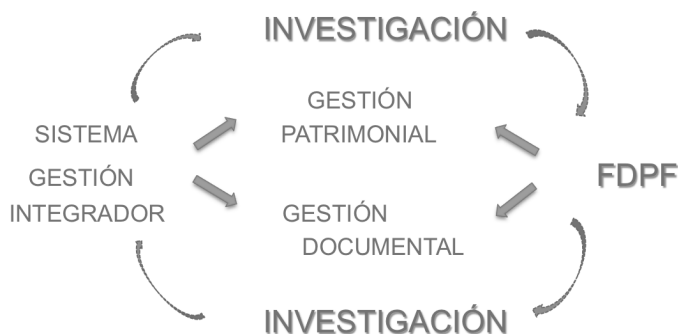 INVESTIGACIÓN
GESTIÓN
PATRIMONIAL
SISTEMA
GESTIÓN
INTEGRADOR
FDPF
GESTIÓN
DOCUMENTAL
INVESTIGACIÓN